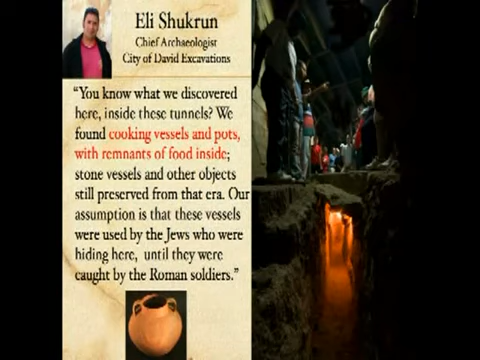 Eli Shukrun
Chief Archaeologist
City of David Excavations
“You know what we discovered
here, inside these tunnels? We
found cooking vessels and pots,
with remnants of food inside;
stone vessels and other objects
still preserved from that era. Our
assumption is that these vessels
were used by the Jews who were
hiding here, until they were
caught by the Roman soldiers.”